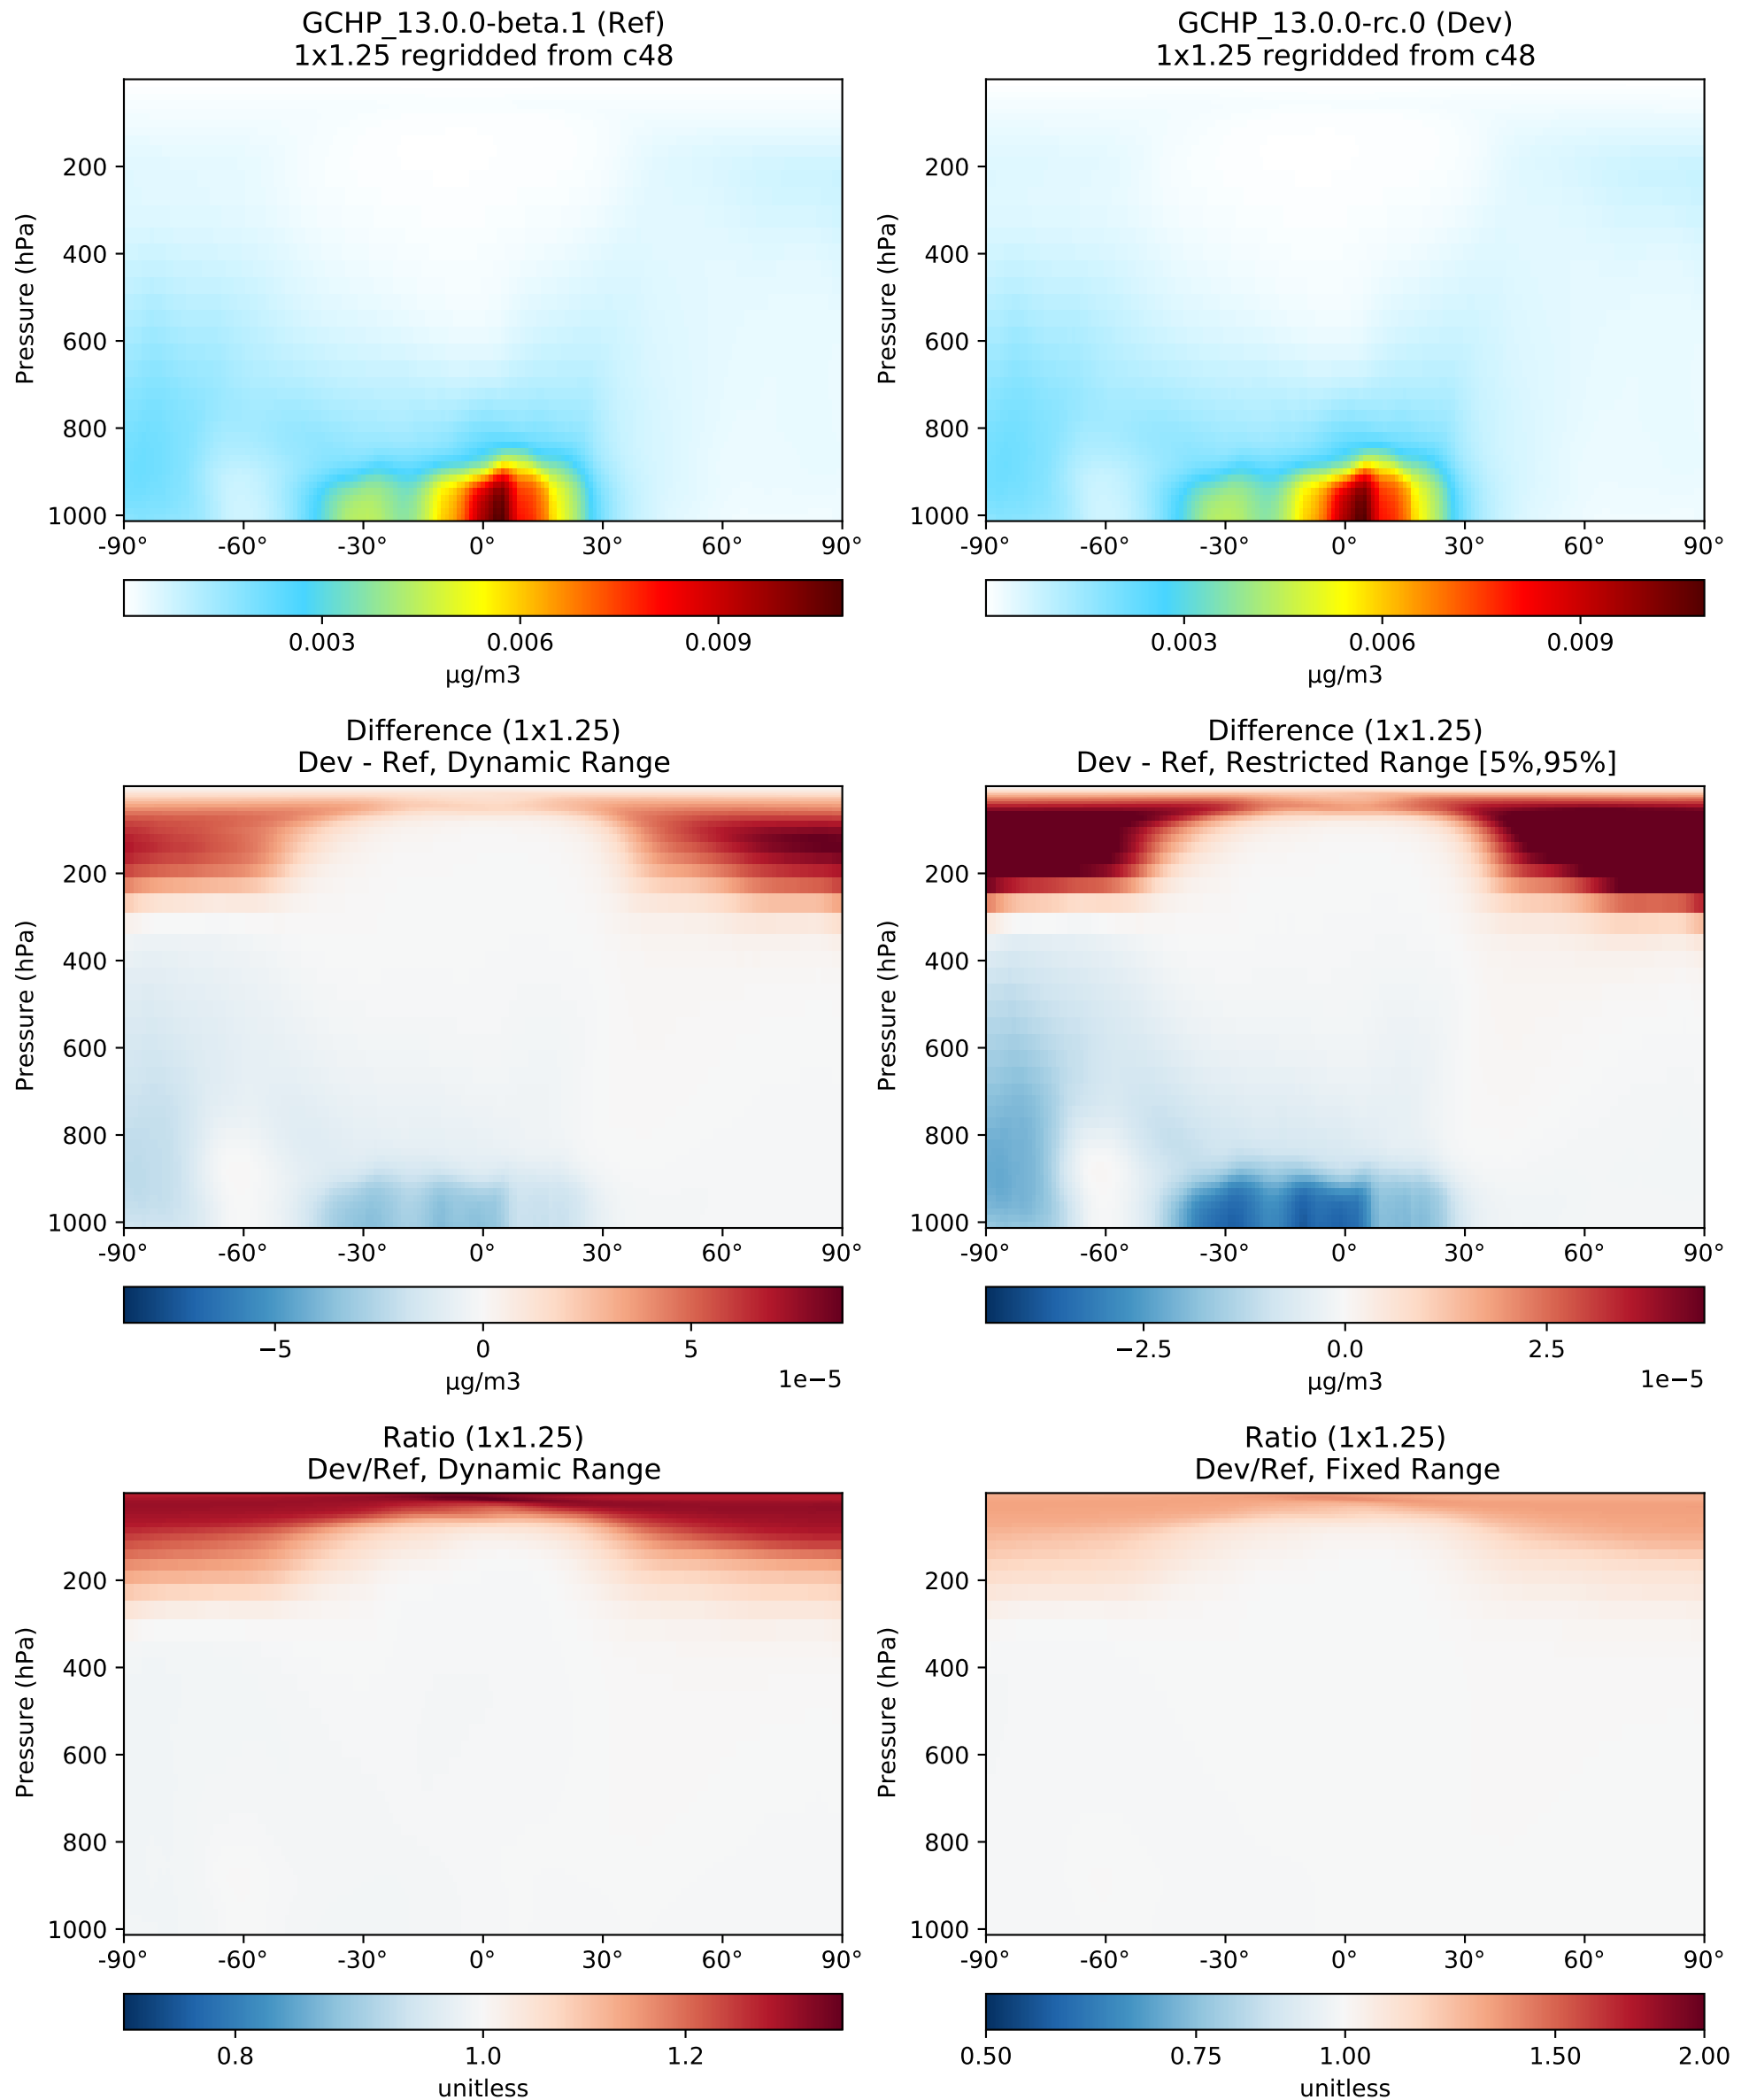 GCHP_13.0.0-beta.1 (Ref)
1x1.25 regridded from c48
Pressure (hPa)
200
400
600
800
1000
-90° -60° -30° 0° 30° 60° 90°
0.003 0.006 0.009
µg/m3
GCHP_13.0.0-rc.0 (Dev)
1x1.25 regridded from c48
Pressure (hPa)
200
400
600
800
1000
-90° -60° -30° 0° 30° 60° 90°
0.003 0.006 0.009
µg/m3
Difference (1x1.25)
Dev - Ref, Dynamic Range
Pressure (hPa)
200
400
600
800
1000
-90° -60° -30° 0° 30° 60° 90°
−5 0 5
µg/m3 1e−5
Difference (1x1.25)
Dev - Ref, Restricted Range [5%,95%]
Pressure (hPa)
200
400
600
800
1000
-90° -60° -30° 0° 30° 60° 90°
−2.5 0.0 2.5
µg/m3 1e−5
Ratio (1x1.25)
Dev/Ref, Dynamic Range
Pressure (hPa)
200
400
600
800
1000
-90° -60° -30° 0° 30° 60° 90°
0.8 1.0 1.2
unitless
Ratio (1x1.25)
Dev/Ref, Fixed Range
Pressure (hPa)
200
400
600
800
1000
-90° -60° -30° 0° 30° 60° 90°
0.50 0.75 1.00 1.50 2.00
unitless